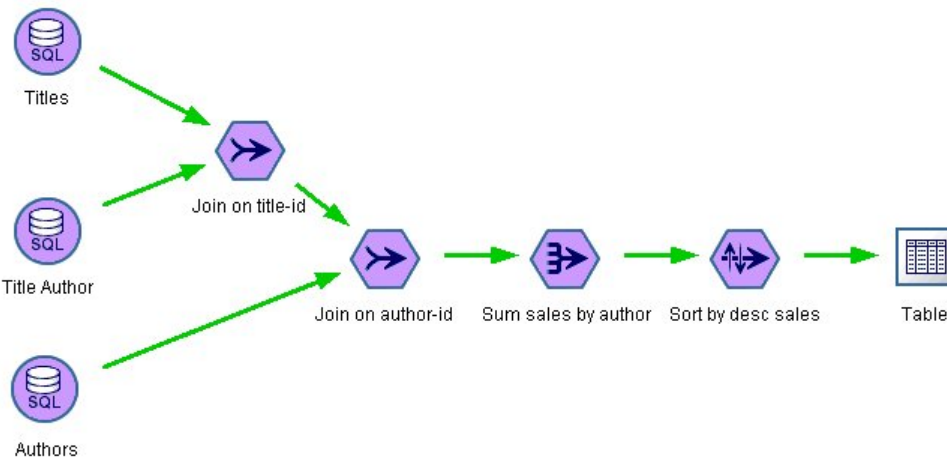 SQL
Titles
Join on title-id
SQL
Title Author
Join on author-id
Sum sales by author
Sort by desc sales
Table
SQL
Authors